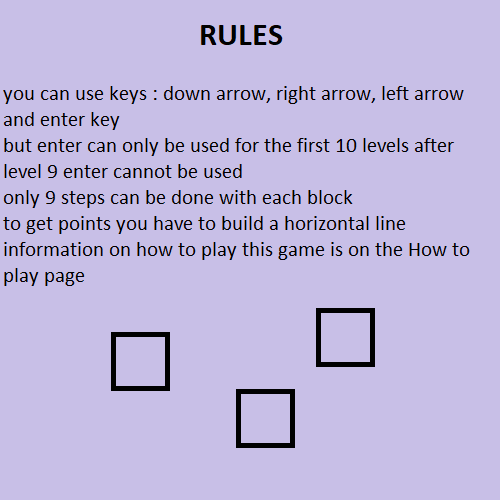 RULES
you can use keys : down arrow, right arrow, left arrow
and enter key
but enter can only be used for the first 10 levels after
level 9 enter cannot be used
only 9 steps can be done with each block
to get points you have to build a horizontal line
information on how to play this game is on the How to
play page